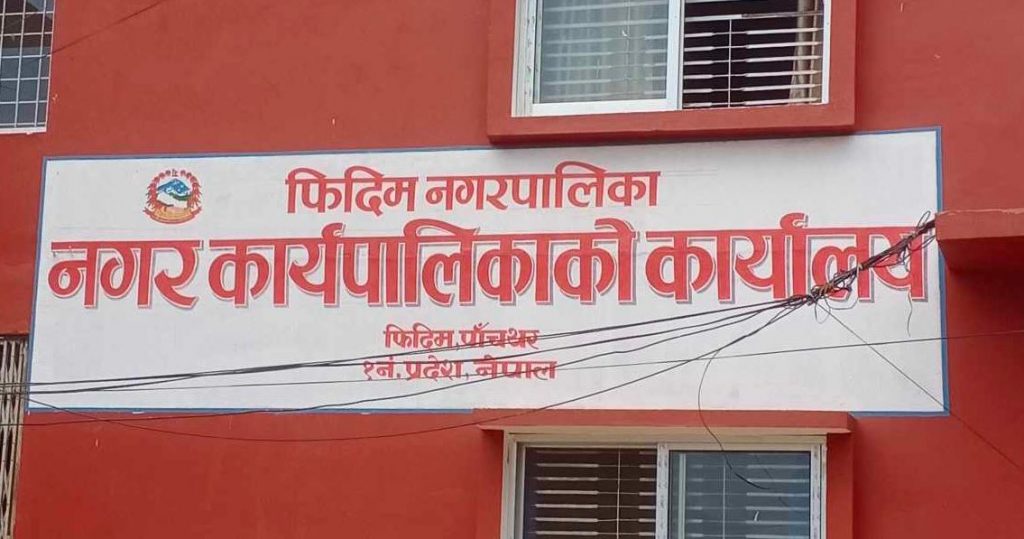 फिदिम नगरपालिका
नगर कार्यपालिकाको कार्यालय
फिदिम, पाँचथर
१नं. प्रदेश, नेपाल